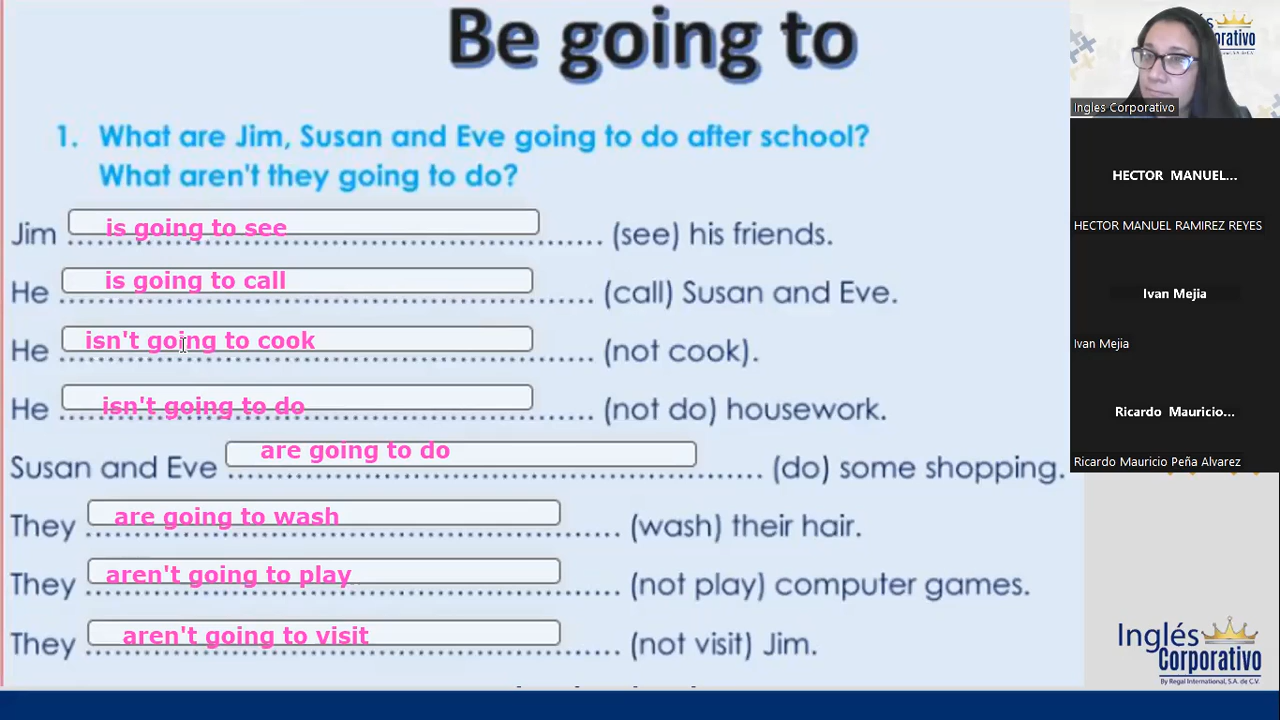 Be going to
1. What are Jim, Susan and Eve going to do after school?
What aren't they going to do?
Jim is going to see (see) his friends.
He is going to call (call) Susan and Eve.
He isn't going to cook (not cook).
He isn't going to do (not do) housework.
Susan and Eve are going to do (do) some shopping.
They are going to wash (wash) their hair.
They aren't going to play (not play) computer games.
They aren't going to visit (not visit) Jim.
Ingles Corporativo
HECTOR MANUEL...
HECTOR MANUEL RAMIREZ REYES
Ivan Mejia
Ivan Mejia
Ricardo Mauricio...
Ricardo Mauricio Peña Alvarez
Inglés
Corporativo
By Regal International, S.A. de C.V.